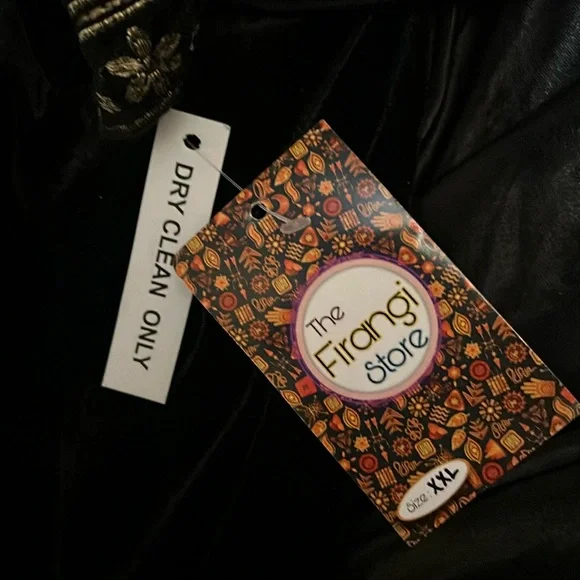 DRY CLEAN ONLY
The
Firangi
Store
Size: XXL